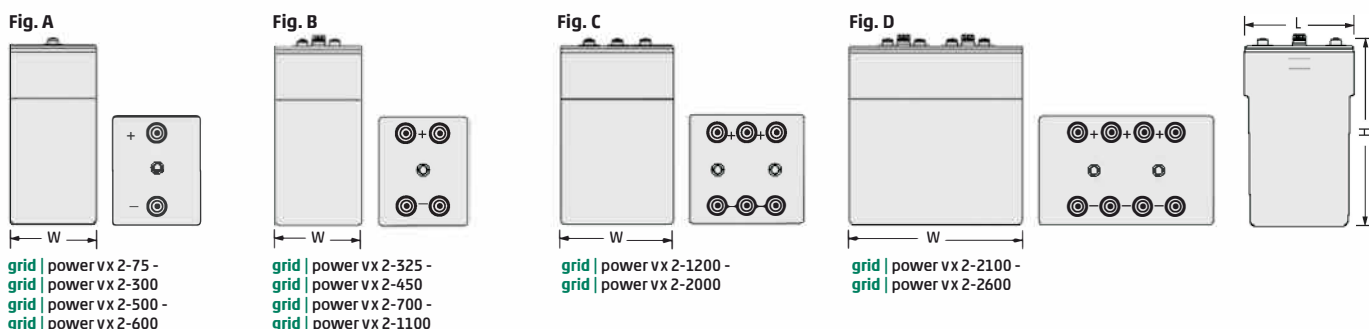 Fig. A
Fig. B
Fig. C
Fig. D
L
H
+
−
+
−
+ +
− −
+ + +
− − −
W
W
W
W
grid | power vx 2-75 -
grid | power vx 2-300
grid | power vx 2-500 -
grid | power vx 2-600
grid | power vx 2-325 -
grid | power vx 2-450
grid | power vx 2-700 -
grid | power vx 2-1100
grid | power vx 2-1200 -
grid | power vx 2-2000
grid | power vx 2-2100 -
grid | power vx 2-2600